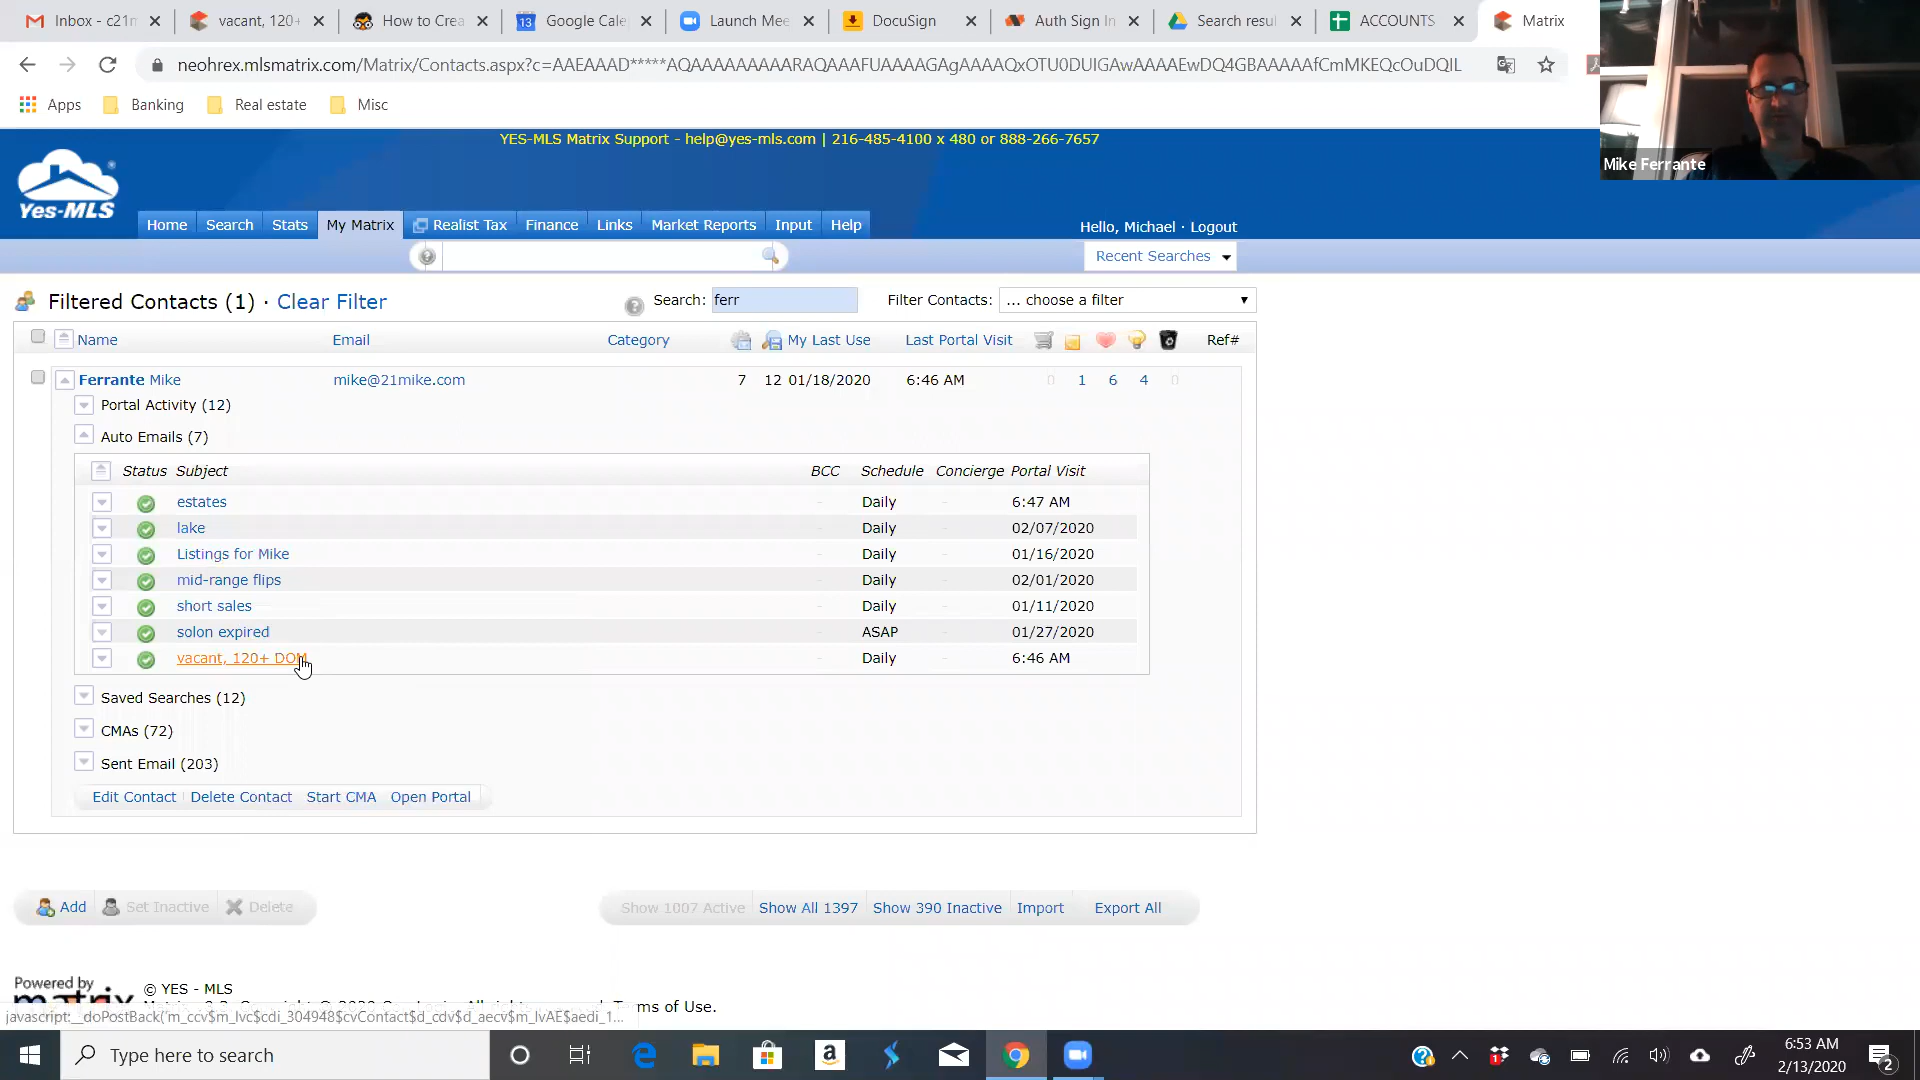 Inbox - c21m
vacant, 120+
How to Crea
Google Cale
Launch Mee
DocuSign
Auth Sign In
Search resul
ACCOUNTS
Matrix
neohrex.mlsmatrix.com/Matrix/Contacts.aspx?c=AAEAAAD*****AQAAAAAAAAARAQAAAFUAAAAGAgAAAAQxOTU0DUIGAwAAAAEwDQ4GBAAAAAfCmMKEQcOuDQlL
Apps Banking Real estate Misc
Mike Ferrante
YES-MLS Matrix Support - help@yes-mls.com | 216-485-4100 x 480 or 888-266-7657
Yes-MLS
Home Search Stats My Matrix Realist Tax Finance Links Market Reports Input Help
Hello, Michael · Logout
Recent Searches
Filtered Contacts (1) · Clear Filter
Search: ferr
Filter Contacts: ... choose a filter
Name Email Category My Last Use Last Portal Visit Ref#
Ferrante Mike mike@21mike.com 7 12 01/18/2020 6:46 AM 0 1 6 4 0
Portal Activity (12)
Auto Emails (7)
Status Subject BCC Schedule Concierge Portal Visit
estates - Daily - 6:47 AM
lake - Daily - 02/07/2020
Listings for Mike - Daily - 01/16/2020
mid-range flips - Daily - 02/01/2020
short sales - Daily - 01/11/2020
solon expired - ASAP - 01/27/2020
vacant, 120+ DOM - Daily - 6:46 AM
Saved Searches (12)
CMAs (72)
Sent Email (203)
Edit Contact Delete Contact Start CMA Open Portal
Add Set Inactive Delete
Show 1007 Active Show All 1397 Show 390 Inactive Import Export All
Powered by
matrix
© YES - MLS
rms of Use.
javascript:__doPostBack('m_ccv$m_lvc$cdi_304948$cvContact$d_cdv$d_aecv$m_lvAE$aedi_1...
Type here to search
6:53 AM
2/13/2020
2